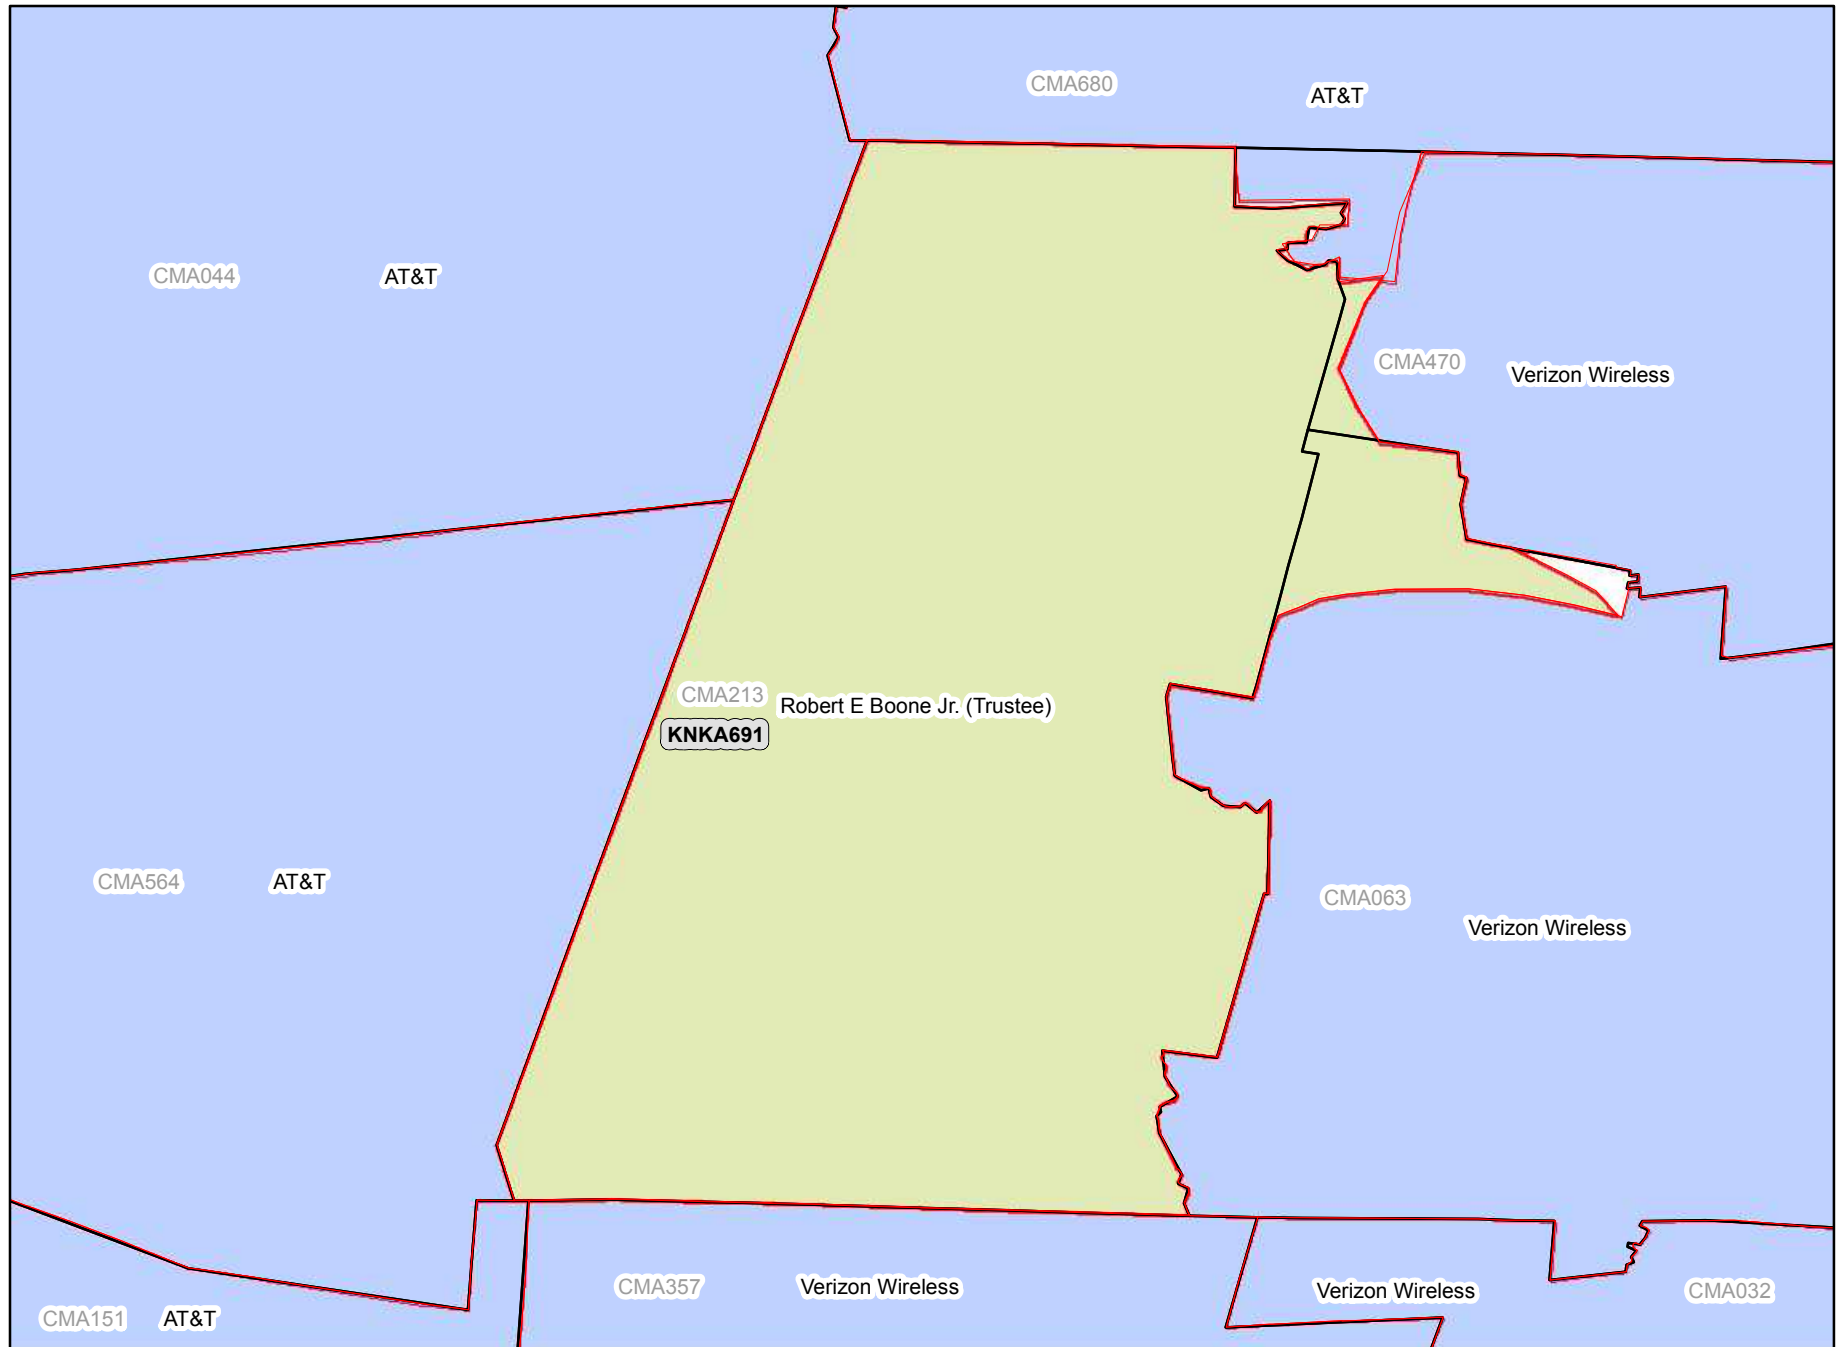 CMA680
AT&T
CMA044
AT&T
CMA470
Verizon Wireless
CMA213
Robert E Boone Jr. (Trustee)
KNKA691
CMA564
AT&T
CMA063
Verizon Wireless
CMA357
Verizon Wireless
Verizon Wireless
CMA032
CMA151
AT&T